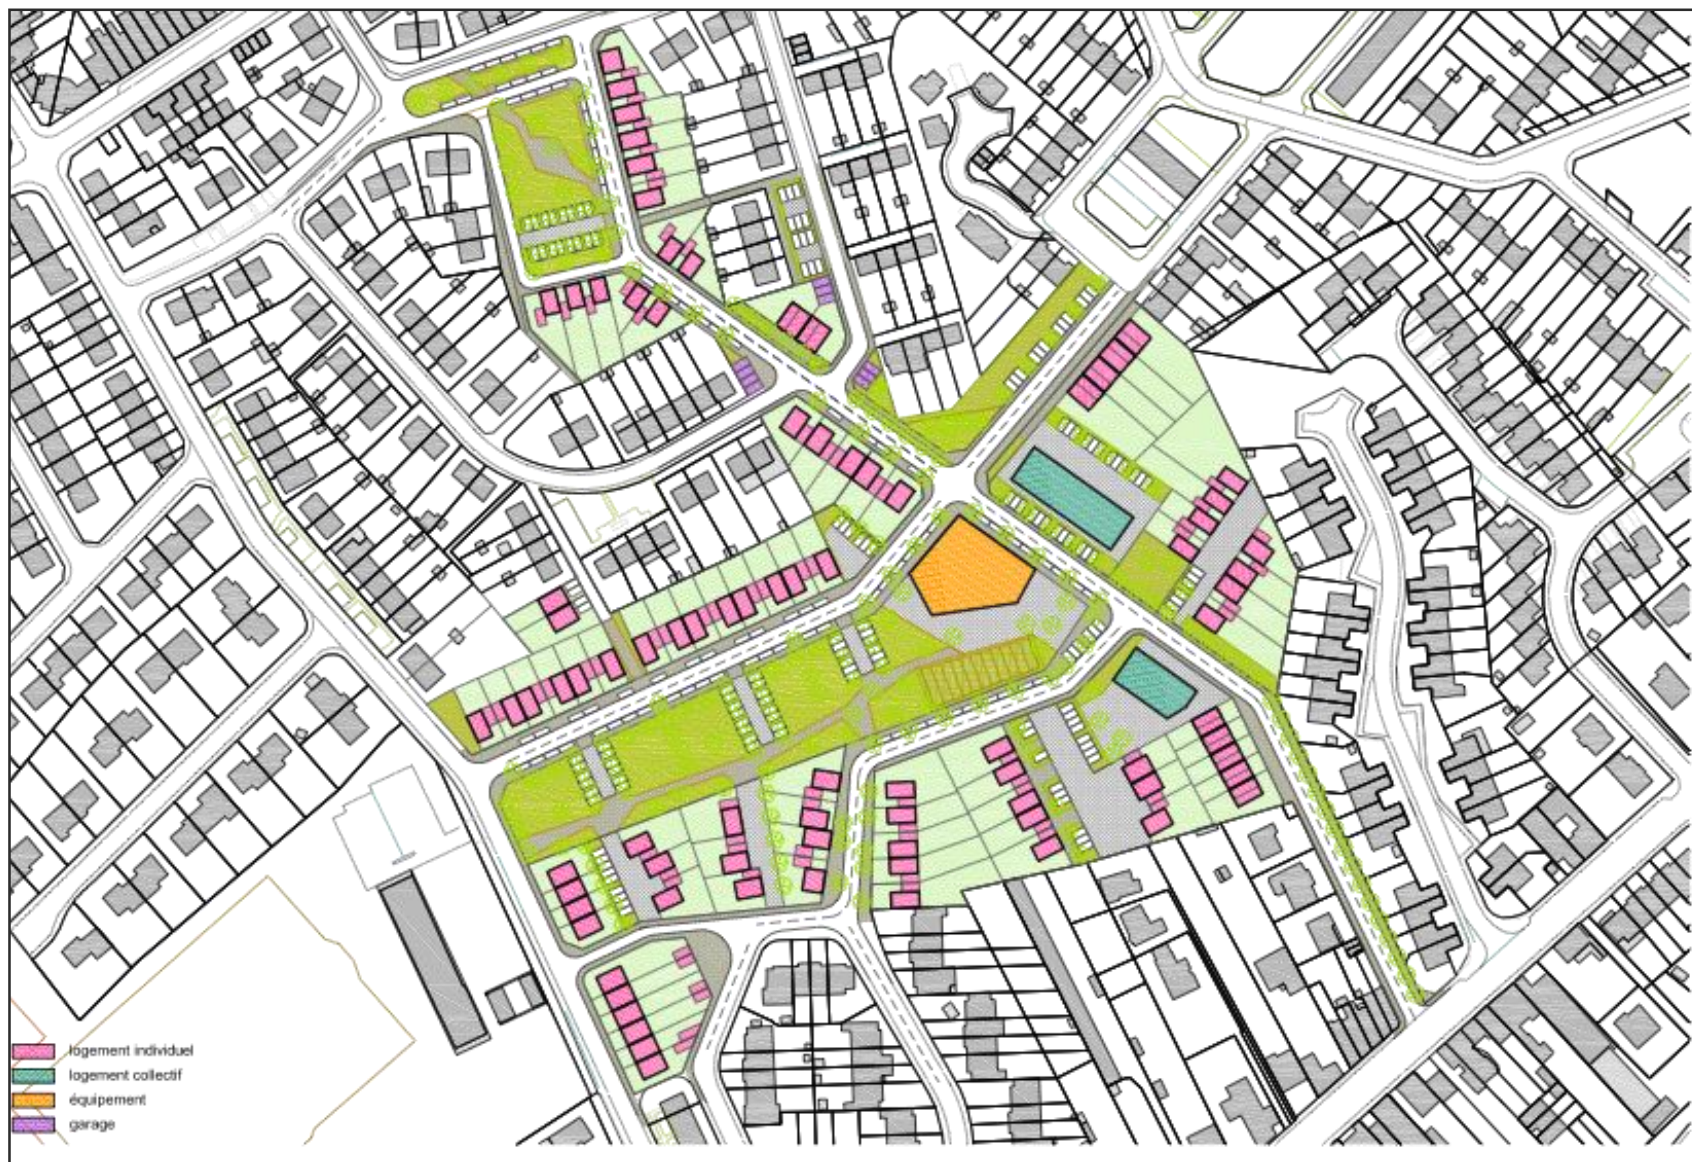 logement individuel
logement collectif
équipement
garage